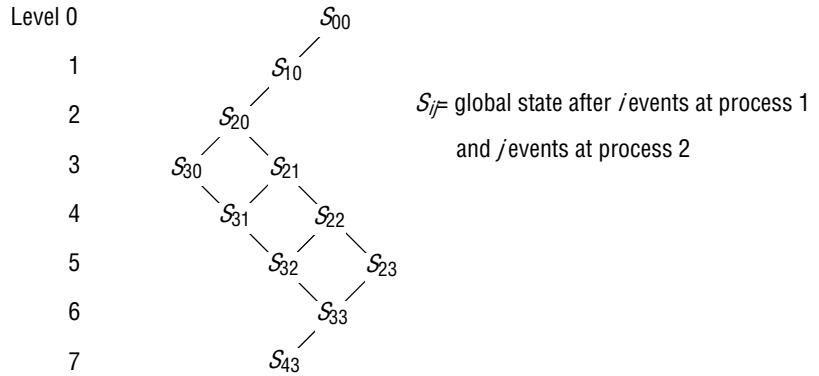 Level 0 S00
1 S10
2 S20
Sij= global state after i events at process 1
and j events at process 2
3 S30 S21
4 S31 S22
5 S32 S23
6 S33
7 S43